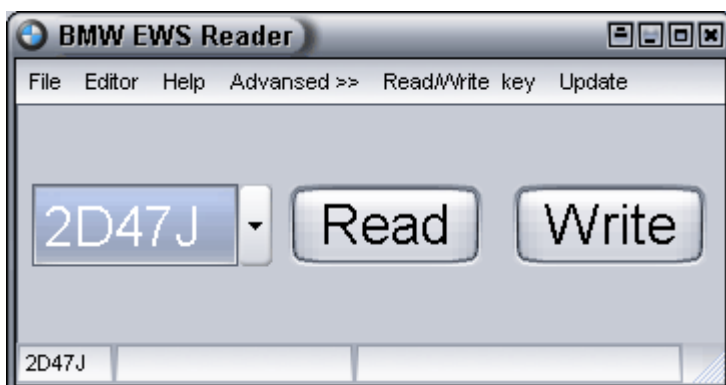 BMW EWS Reader
File Editor Help Advansed >> Read/Write key Update
2D47J Read Write
2D47J